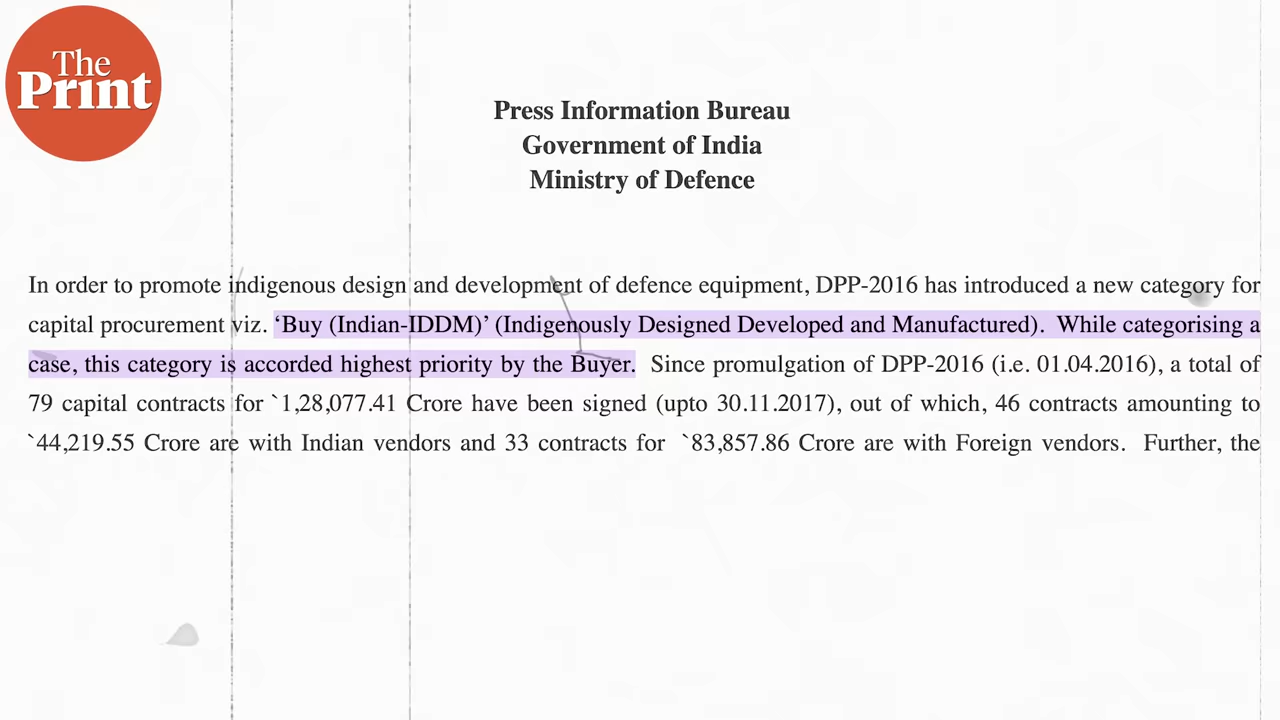 The
Print
Press Information Bureau
Government of India
Ministry of Defence
In order to promote indigenous design and development of defence equipment, DPP-2016 has introduced a new category for
capital procurement viz. ‘Buy (Indian-IDDM)’ (Indigenously Designed Developed and Manufactured). While categorising a
case, this category is accorded highest priority by the Buyer. Since promulgation of DPP-2016 (i.e. 01.04.2016), a total of
79 capital contracts for `1,28,077.41 Crore have been signed (upto 30.11.2017), out of which, 46 contracts amounting to
`44,219.55 Crore are with Indian vendors and 33 contracts for `83,857.86 Crore are with Foreign vendors. Further, the